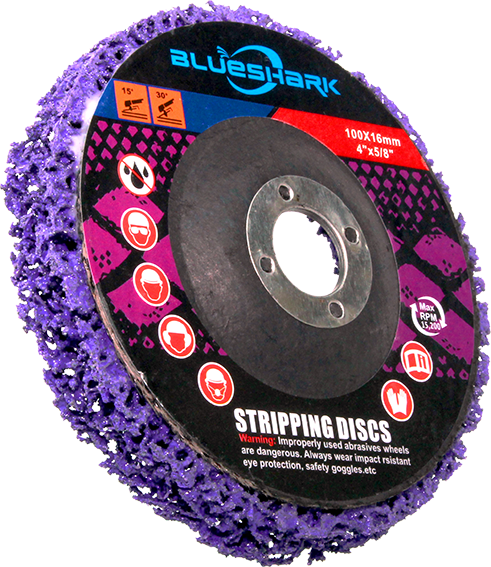 BLUESHARK
15° 30°
100X16mm
4"x5/8"
Max
RPM
15,200
STRIPPING DISCS
Warning: Improperly used abrasives wheels
are dangerous. Always wear impact rsistant
eye protection, safety goggles.etc